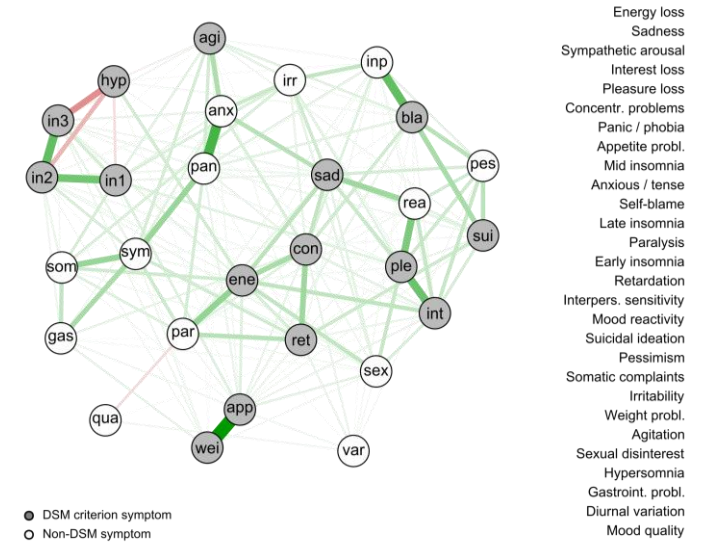 agi
irr
inp
hyp
anx
in3
bla
pan
pes
in2
in1
sad
rea
sui
con
sym
som
ple
ene
int
gas
par
ret
sex
app
qua
wei
var
DSM criterion symptom
Non-DSM symptom
Energy loss
Sadness
Sympathetic arousal
Interest loss
Pleasure loss
Concentr. problems
Panic / phobia
Appetite probl.
Mid insomnia
Anxious / tense
Self-blame
Late insomnia
Paralysis
Early insomnia
Retardation
Interpers. sensitivity
Mood reactivity
Suicidal ideation
Pessimism
Somatic complaints
Irritability
Weight probl.
Agitation
Sexual disinterest
Hypersomnia
Gastroint. probl.
Diurnal variation
Mood quality